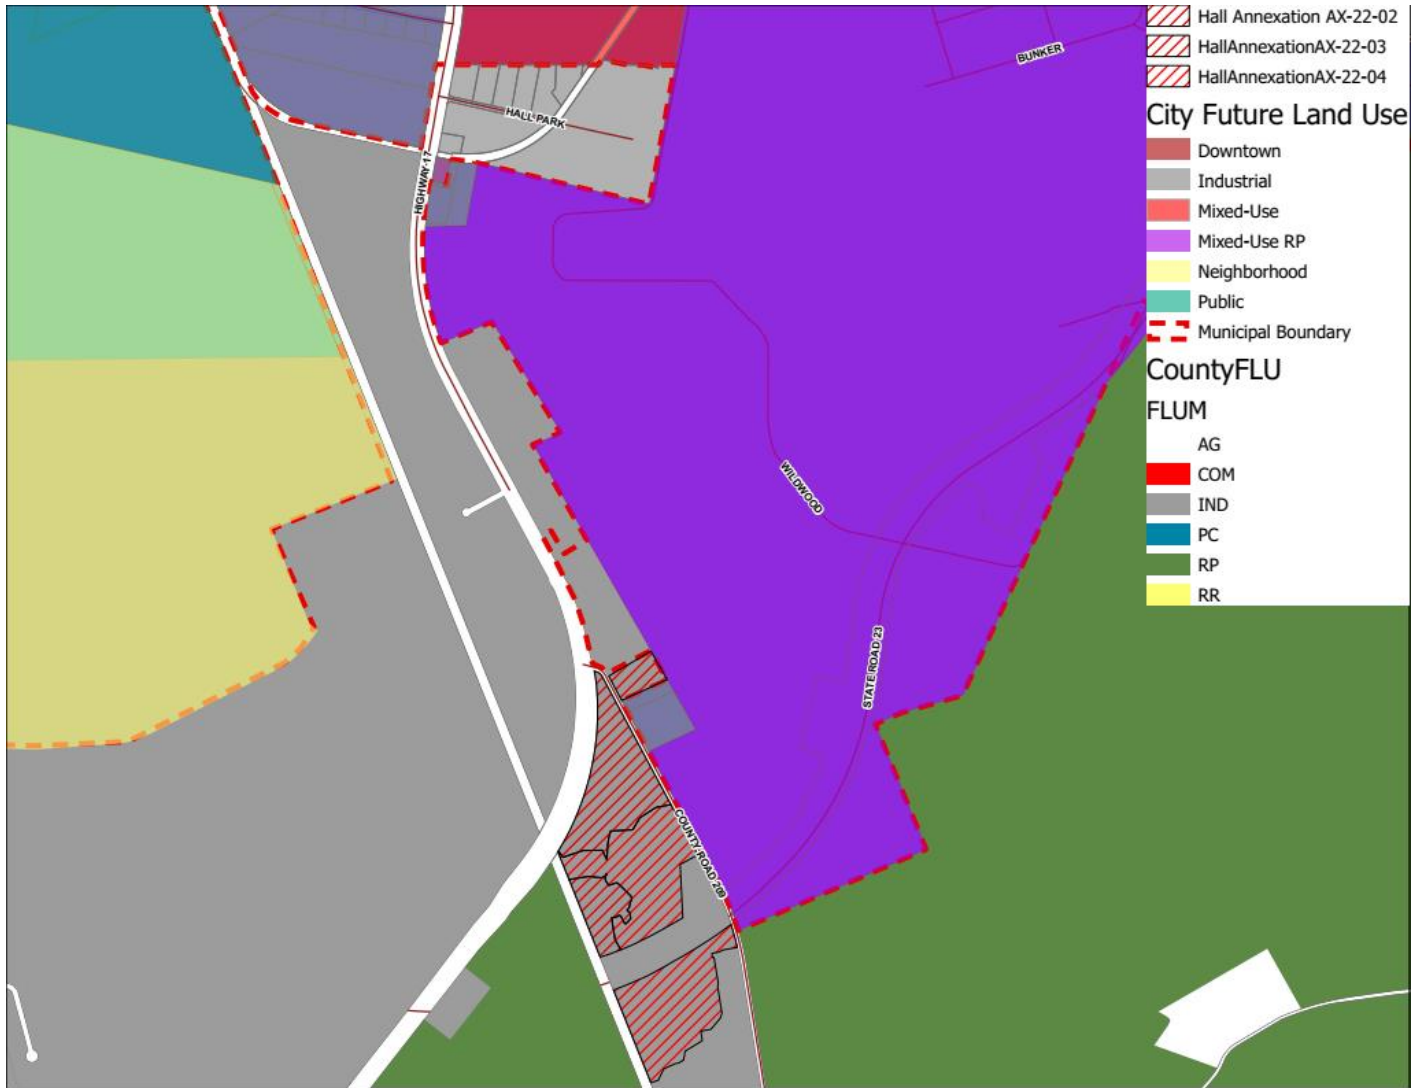 Hall Annexation AX-22-02
HallAnnexationAX-22-03
HallAnnexationAX-22-04
City Future Land Use
Downtown
Industrial
Mixed-Use
Mixed-Use RP
Neighborhood
Public
Municipal Boundary
CountyFLU
FLUM
AG
COM
IND
PC
RP
RR
BUNKER
HALL PARK
HIGHWAY 17
WILDWOOD
STATE ROAD 23
COUNTY ROAD 209